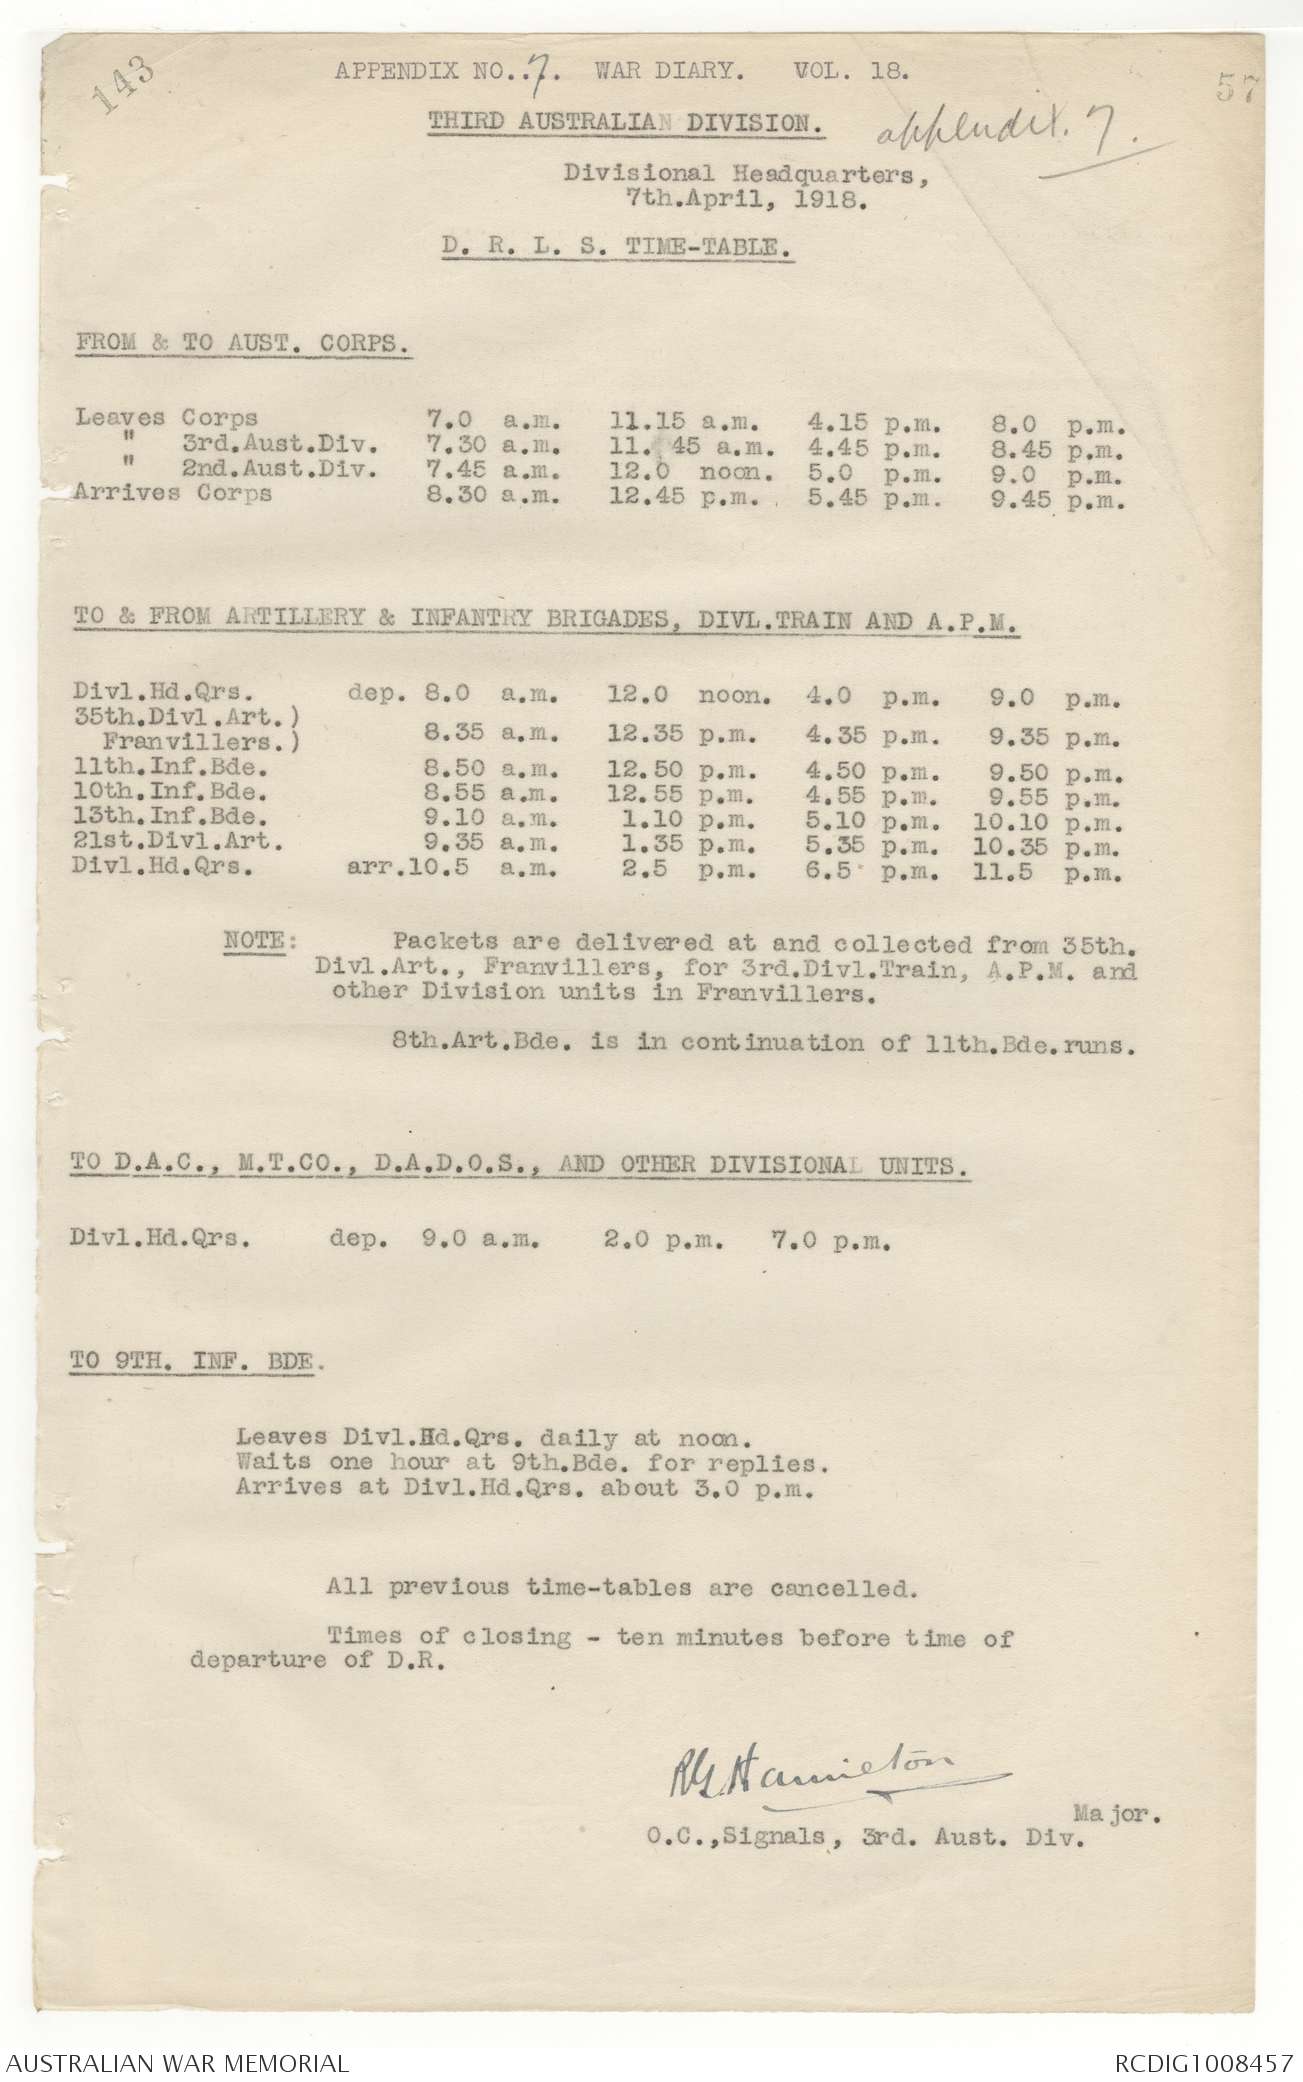 143
APPENDIX NO..7. WAR DIARY. VOL. 18.
57
THIRD AUSTRALIAN DIVISION.
appendix. 7.
Divisional Headquarters,
7th.April, 1918.
D. R. L. S. TIME-TABLE.
FROM & TO AUST. CORPS.
Leaves Corps 7.0 a.m. 11.15 a.m. 4.15 p.m. 8.0 p.m.
" 3rd.Aust.Div. 7.30 a.m. 11. 45 a.m. 4.45 p.m. 8.45 p.m.
" 2nd.Aust.Div. 7.45 a.m. 12.0 noon. 5.0 p.m. 9.0 p.m.
Arrives Corps 8.30 a.m. 12.45 p.m. 5.45 p.m. 9.45 p.m.
TO & FROM ARTILLERY & INFANTRY BRIGADES, DIVL.TRAIN AND A.P.M.
Divl.Hd.Qrs. dep. 8.0 a.m. 12.0 noon. 4.0 p.m. 9.0 p.m.
35th.Divl.Art.)
Franvillers.) 8.35 a.m. 12.35 p.m. 4.35 p.m. 9.35 p.m.
11th.Inf.Bde. 8.50 a.m. 12.50 p.m. 4.50 p.m. 9.50 p.m.
10th.Inf.Bde. 8.55 a.m. 12.55 p.m. 4.55 p.m. 9.55 p.m.
13th.Inf.Bde. 9.10 a.m. 1.10 p.m. 5.10 p.m. 10.10 p.m.
21st.Divl.Art. 9.35 a.m. 1.35 p.m. 5.35 p.m. 10.35 p.m.
Divl.Hd.Qrs. arr.10.5 a.m. 2.5 p.m. 6.5 p.m. 11.5 p.m.
NOTE: Packets are delivered at and collected from 35th.
Divl.Art., Franvillers, for 3rd.Divl.Train, A.P.M. and
other Division units in Franvillers.
8th.Art.Bde. is in continuation of 11th.Bde.runs.
TO D.A.C., M.T.CO., D.A.D.O.S., AND OTHER DIVISIONAL UNITS.
Divl.Hd.Qrs. dep. 9.0 a.m. 2.0 p.m. 7.0 p.m.
TO 9TH. INF. BDE.
Leaves Divl.Hd.Qrs. daily at noon.
Waits one hour at 9th.Bde. for replies.
Arrives at Divl.Hd.Qrs. about 3.0 p.m.
All previous time-tables are cancelled.
Times of closing - ten minutes before time of
departure of D.R.
RG Hamilton
Major.
O.C.,Signals, 3rd. Aust. Div.
AUSTRALIAN WAR MEMORIAL
RCDIG1008457